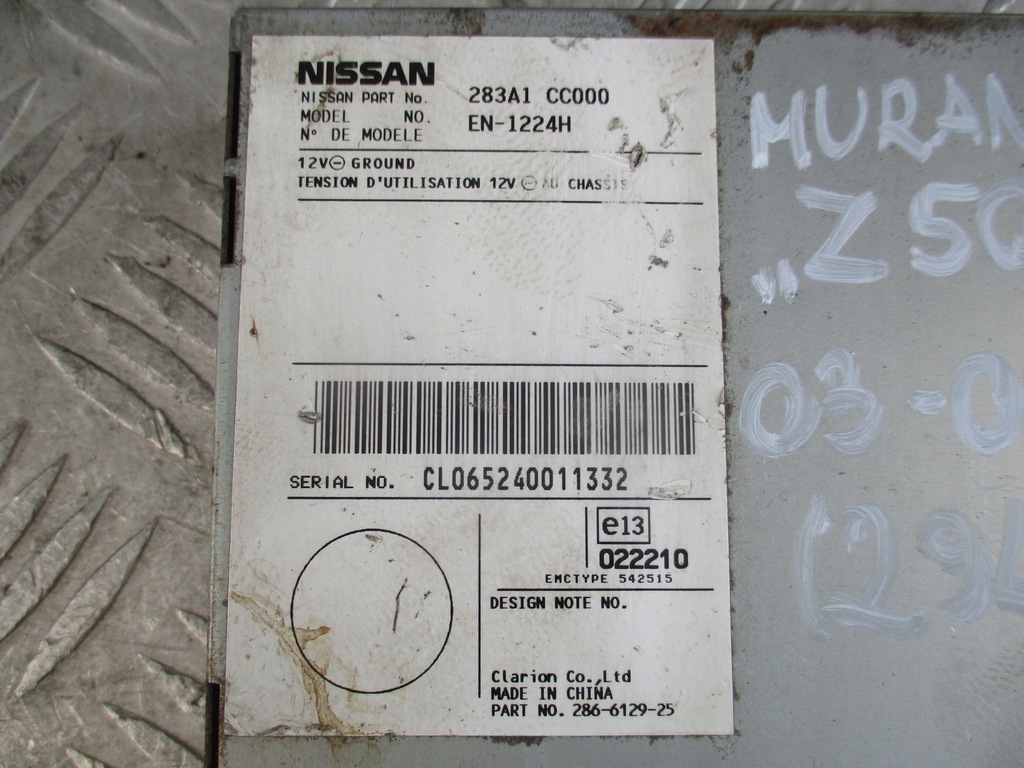 NISSAN
NISSAN PART No. 283A1 CC000
MODEL NO. EN-1224H
N° DE MODELE
12V⊖ GROUND
TENSION D'UTILISATION 12V ⊖ AU CHASSIS
SERIAL NO. CL065240011332
e13
022210
EMCTYPE 542515
DESIGN NOTE NO.
Clarion Co.,Ltd
MADE IN CHINA
PART NO. 286-6129-25
MURAN
„Z50
03-0